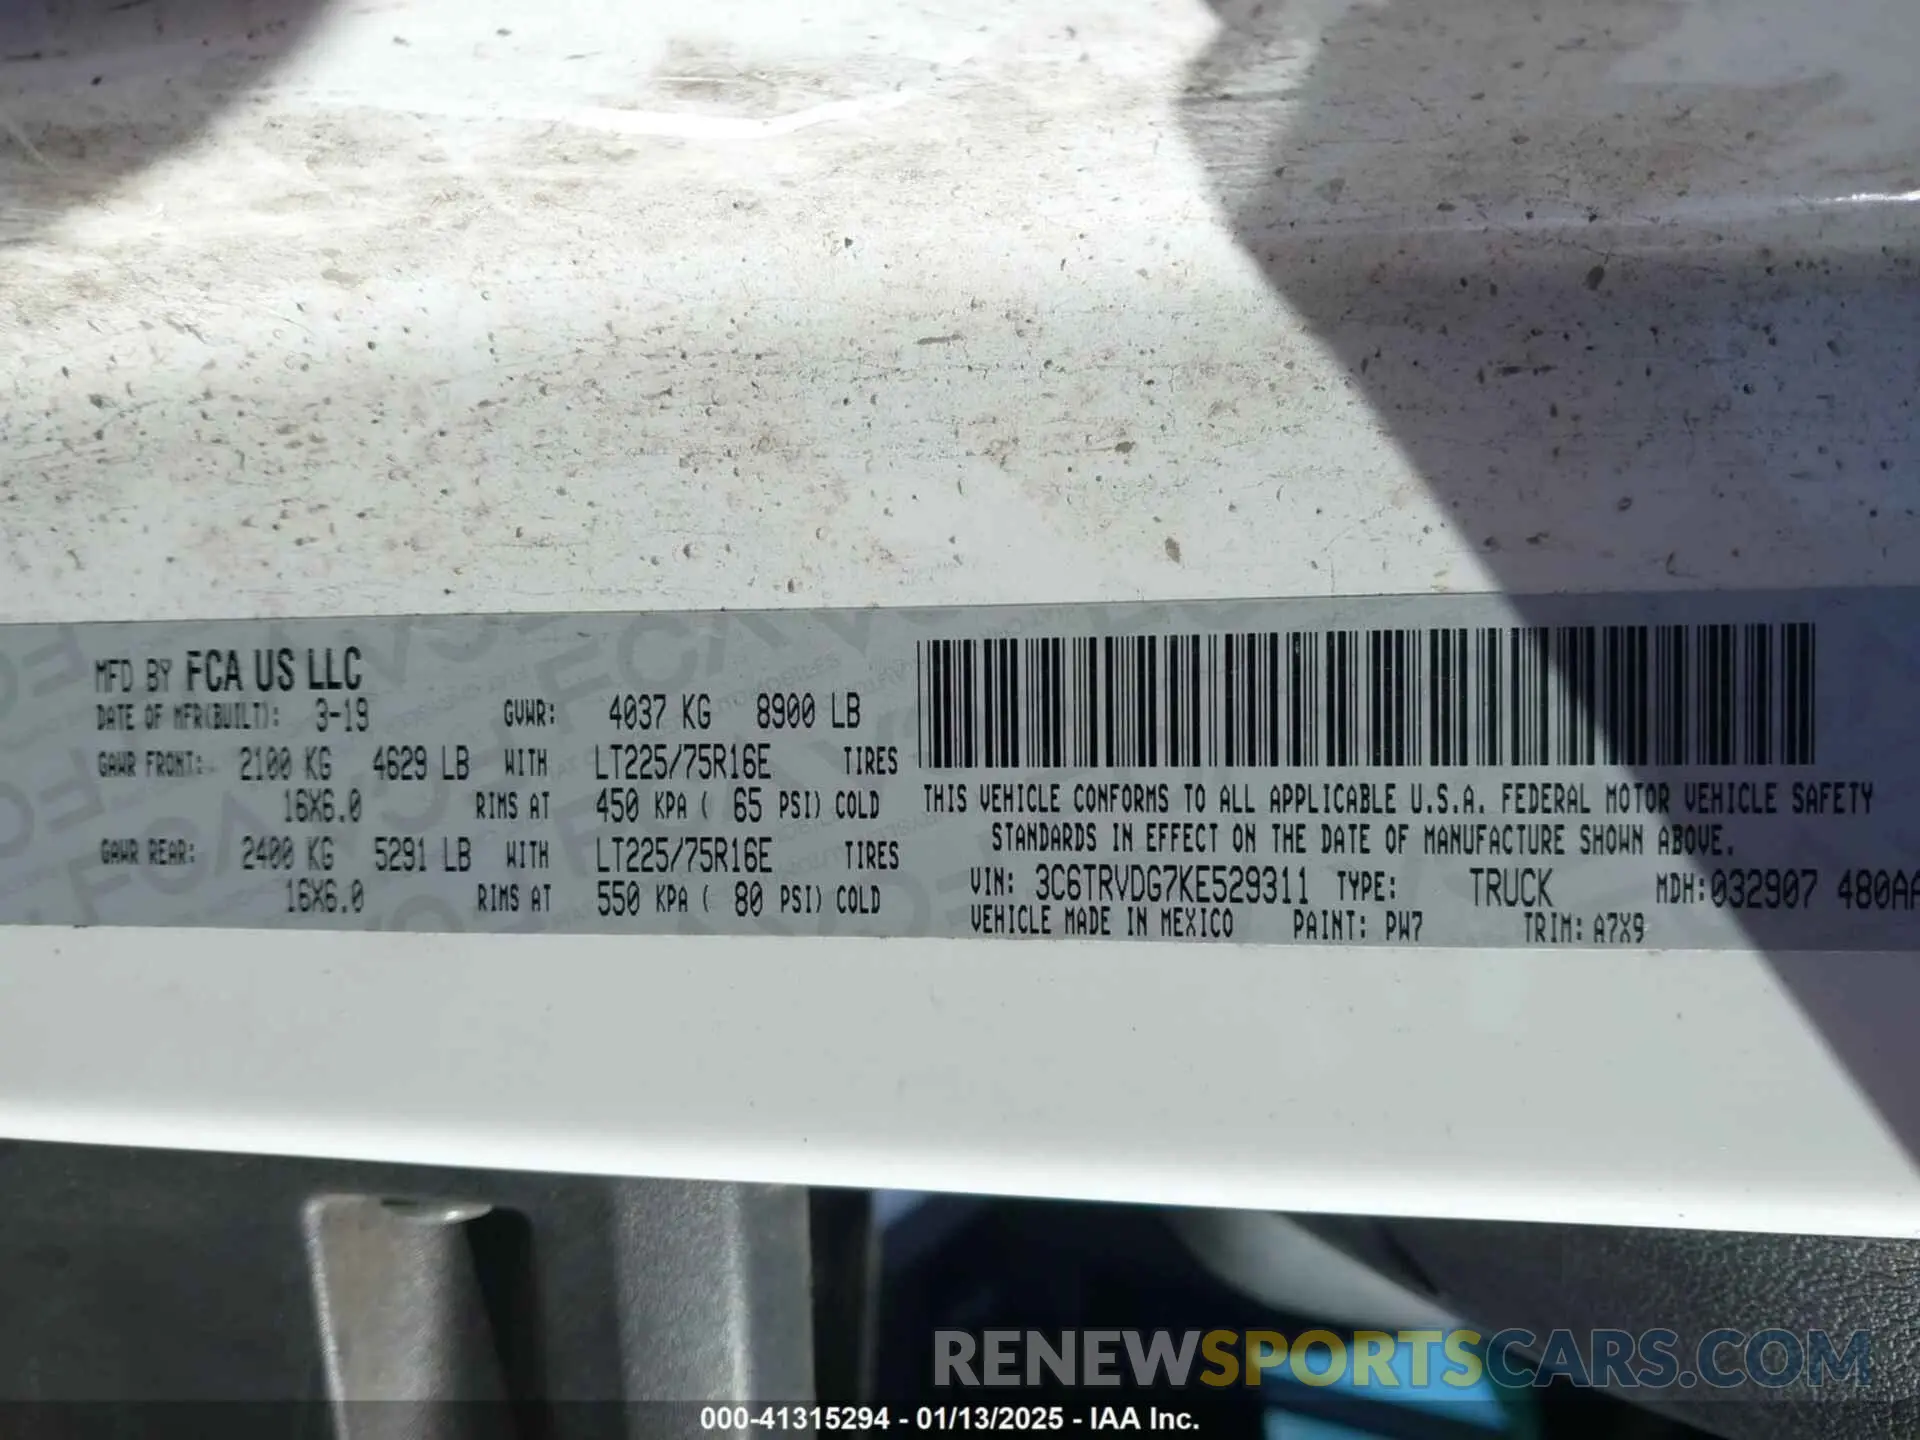 MFD BY FCA US LLC
DATE OF MFR(BUILT): 3-19 GVWR: 4037 KG 8900 LB
GAWR FRONT: 2100 KG 4629 LB WITH LT225/75R16E TIRES
16X6.0 RIMS AT 450 KPA ( 65 PSI) COLD
GAWR REAR: 2400 KG 5291 LB WITH LT225/75R16E TIRES
16X6.0 RIMS AT 550 KPA ( 80 PSI) COLD
THIS VEHICLE CONFORMS TO ALL APPLICABLE U.S.A. FEDERAL MOTOR VEHICLE SAFETY
STANDARDS IN EFFECT ON THE DATE OF MANUFACTURE SHOWN ABOVE.
VIN: 3C6TRVDG7KE529311 TYPE: TRUCK MDH:032907 480AA
VEHICLE MADE IN MEXICO PAINT: PW7 TRIM: A7X9
RENEWSPORTSCARS.COM
000-41315294 - 01/13/2025 - IAA Inc.